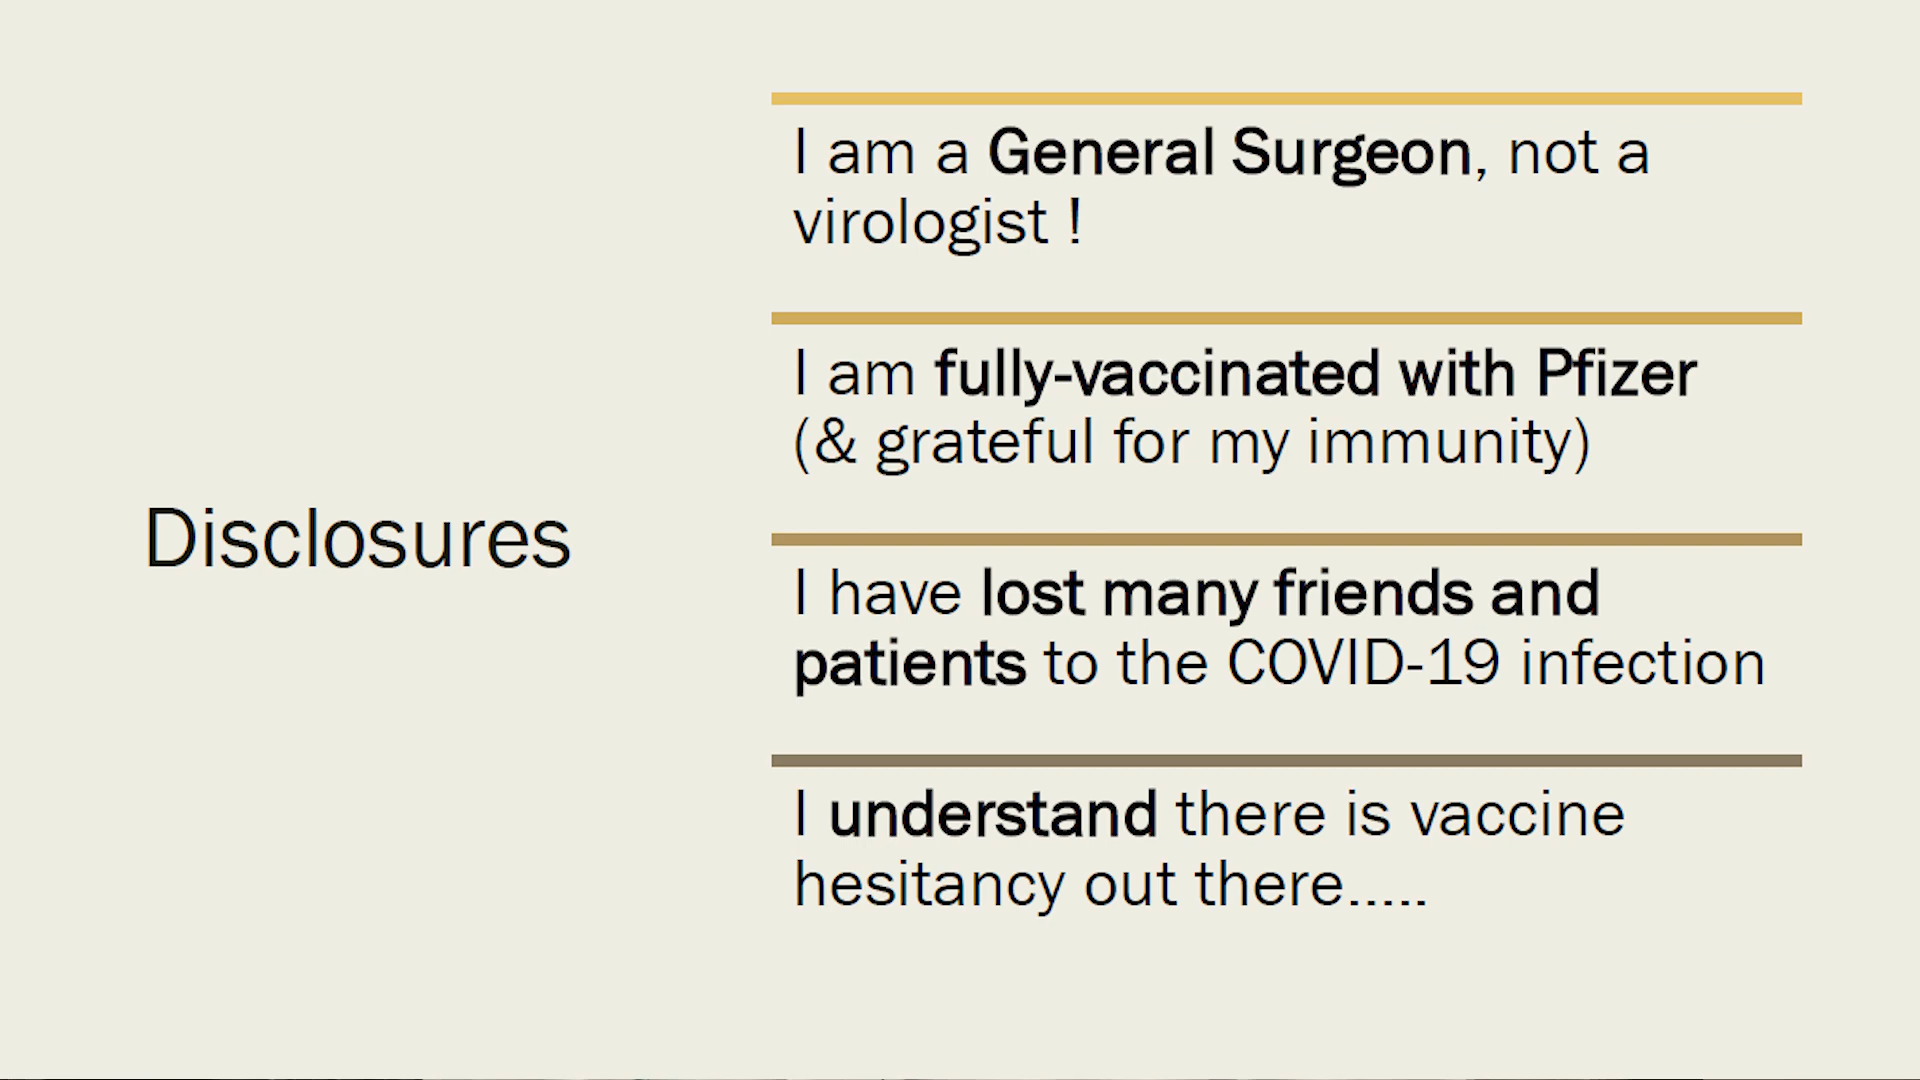 Disclosures
I am a General Surgeon, not a
virologist !
I am fully-vaccinated with Pfizer
(& grateful for my immunity)
I have lost many friends and
patients to the COVID-19 infection
I understand there is vaccine
hesitancy out there.....